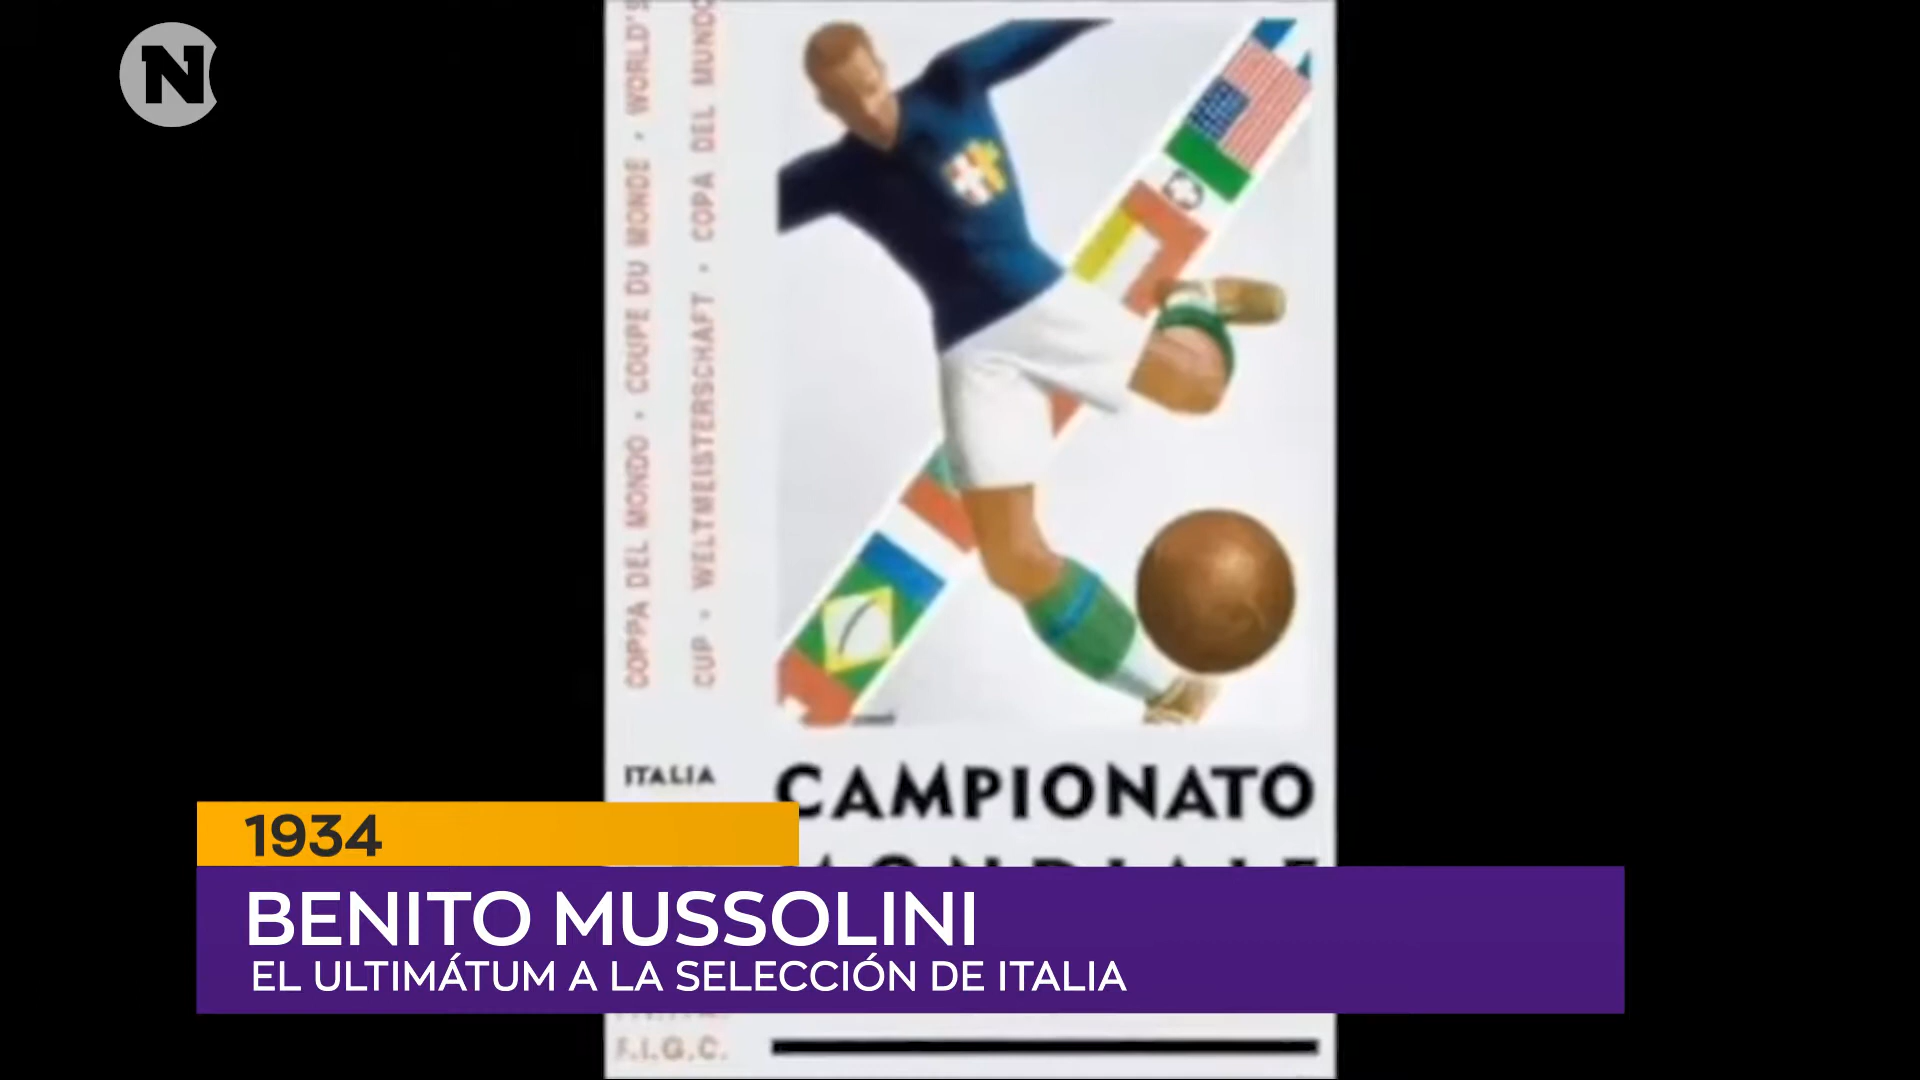 N
COPPA DEL MONDO • COUPE DU MONDE • WORLD'S
CUP • WELTMEISTERSCHAFT • COPA DEL MUNDO
ITALIA
CAMPIONATO
1934
BENITO MUSSOLINI
EL ULTIMÁTUM A LA SELECCIÓN DE ITALIA
F.I.G.C.